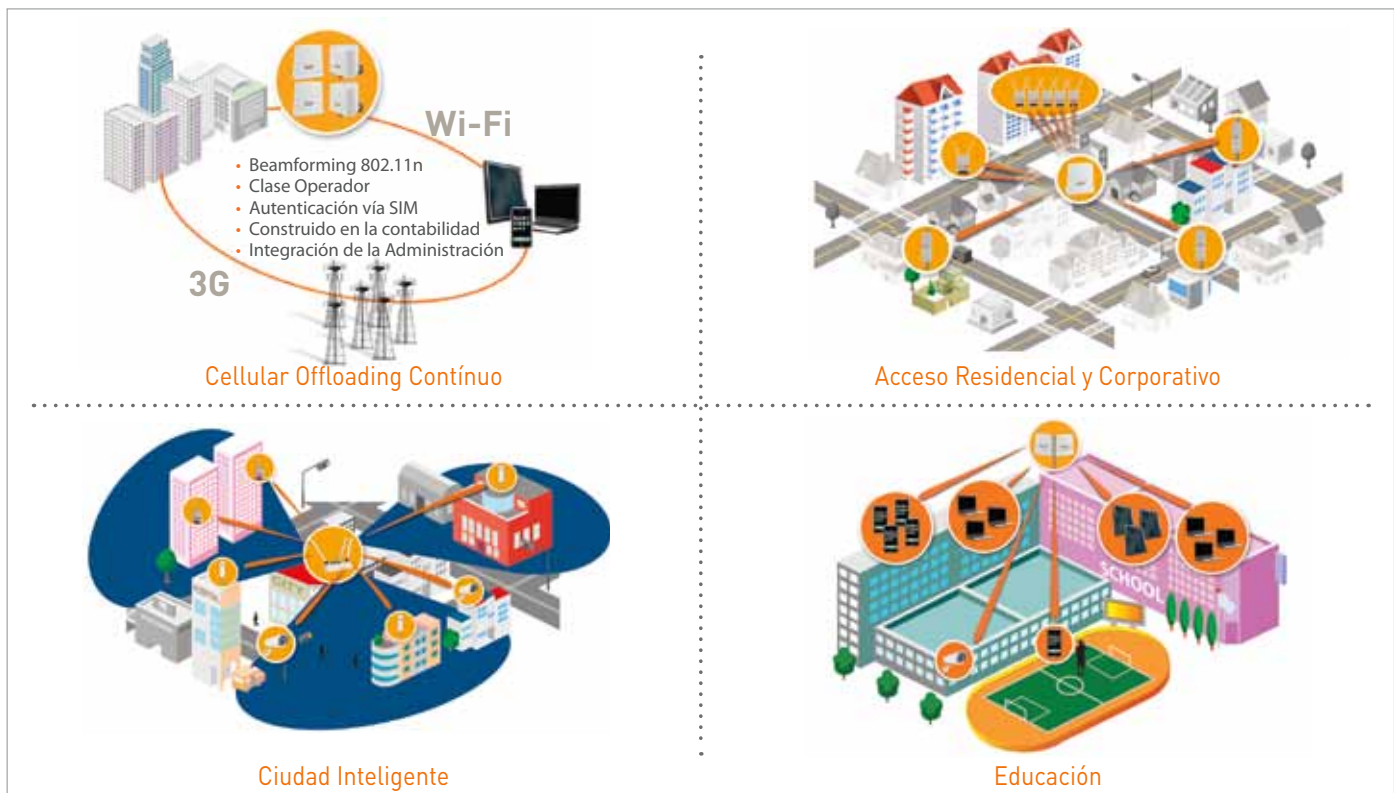 Wi-Fi
• Beamforming 802.11n
• Clase Operador
• Autenticación vía SIM
• Construido en la contabilidad
• Integración de la Administración
3G
Cellular Offloading Contínuo
Acceso Residencial y Corporativo
i
i
i
Ciudad Inteligente
SCHOOL
Educación